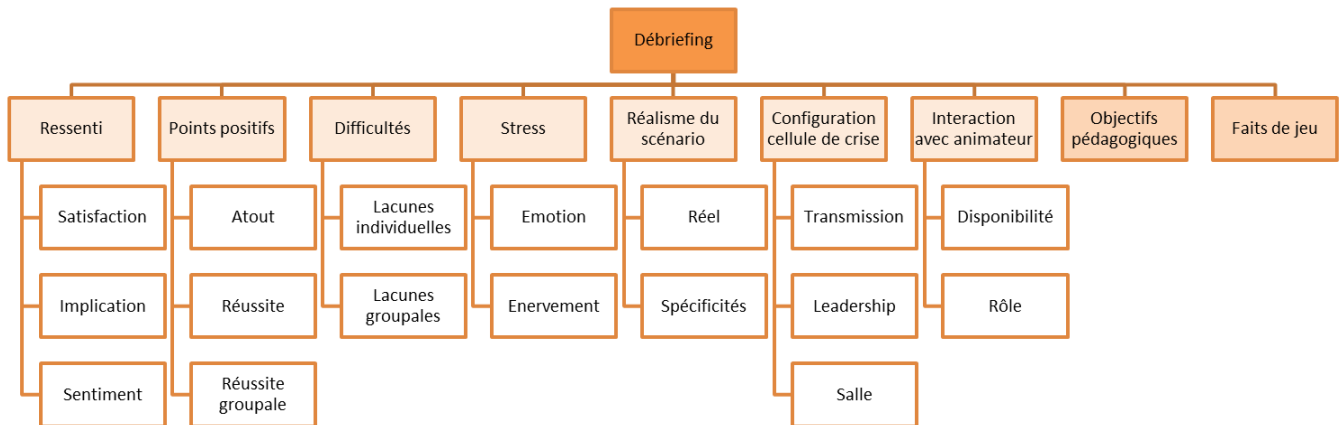 Débriefing
Ressenti
Points positifs
Difficultés
Stress
Réalisme du
scénario
Configuration
cellule de crise
Interaction
avec animateur
Objectifs
pédagogiques
Faits de jeu
Satisfaction
Atout
Lacunes
individuelles
Emotion
Réel
Transmission
Disponibilité
Implication
Réussite
Lacunes
groupales
Enervement
Spécificités
Leadership
Rôle
Sentiment
Réussite
groupale
Salle